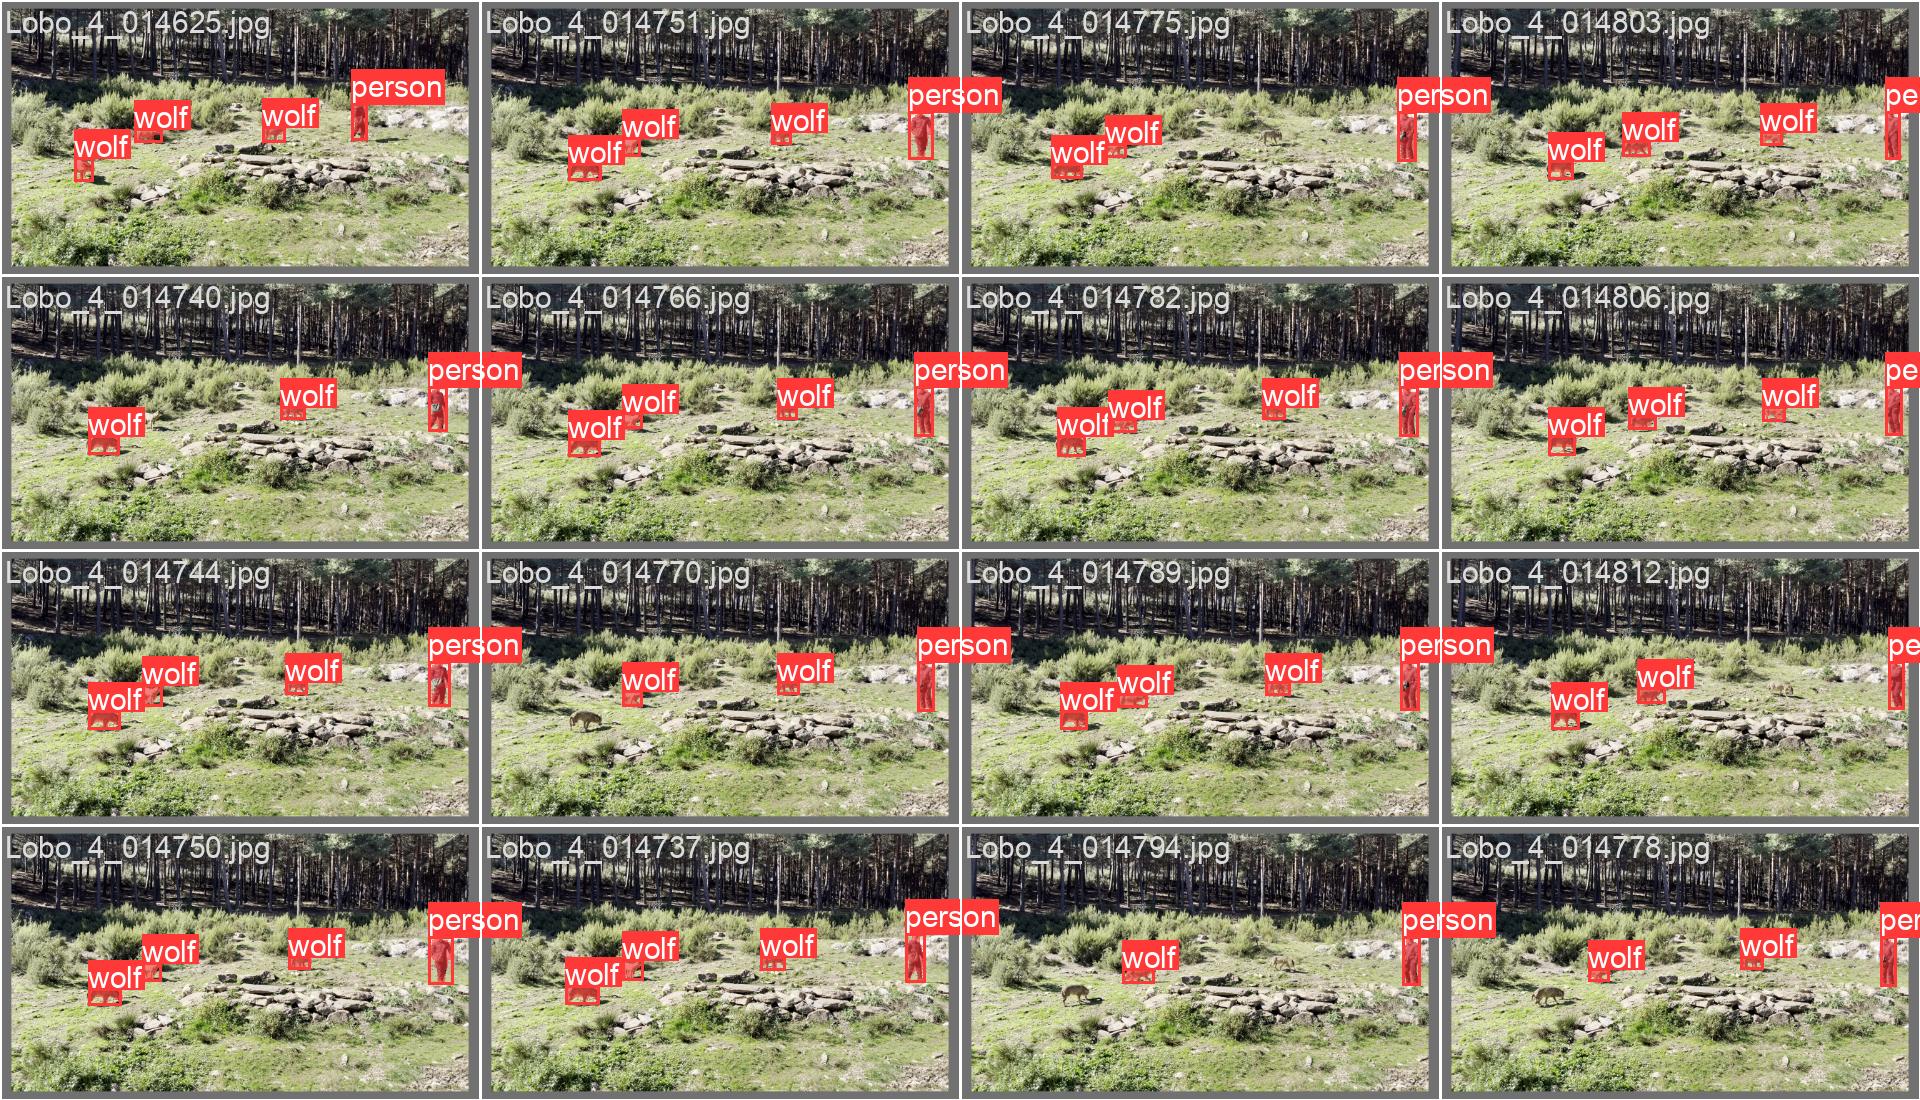 Lobo_4_014625.jpg
person
wolf
wolf
wolf
Lobo_4_014751.jpg
person
wolf
wolf
wolf
Lobo_4_014775.jpg
person
wolf
wolf
Lobo_4_014803.jpg
pe
wolf
wolf
wolf
Lobo_4_014740.jpg
person
wolf
wolf
Lobo_4_014766.jpg
person
wolf
wolf
wolf
Lobo_4_014782.jpg
person
wolf
wolf
wolf
Lobo_4_014806.jpg
pe
wolf
wolf
wolf
Lobo_4_014744.jpg
person
wolf
wolf
wolf
Lobo_4_014770.jpg
person
wolf
wolf
Lobo_4_014789.jpg
person
wolf
wolf
wolf
Lobo_4_014812.jpg
pe
wolf
wolf
Lobo_4_014750.jpg
person
wolf
wolf
wolf
Lobo_4_014737.jpg
person
wolf
wolf
wolf
Lobo_4_014794.jpg
person
wolf
Lobo_4_014778.jpg
per
wolf
wolf